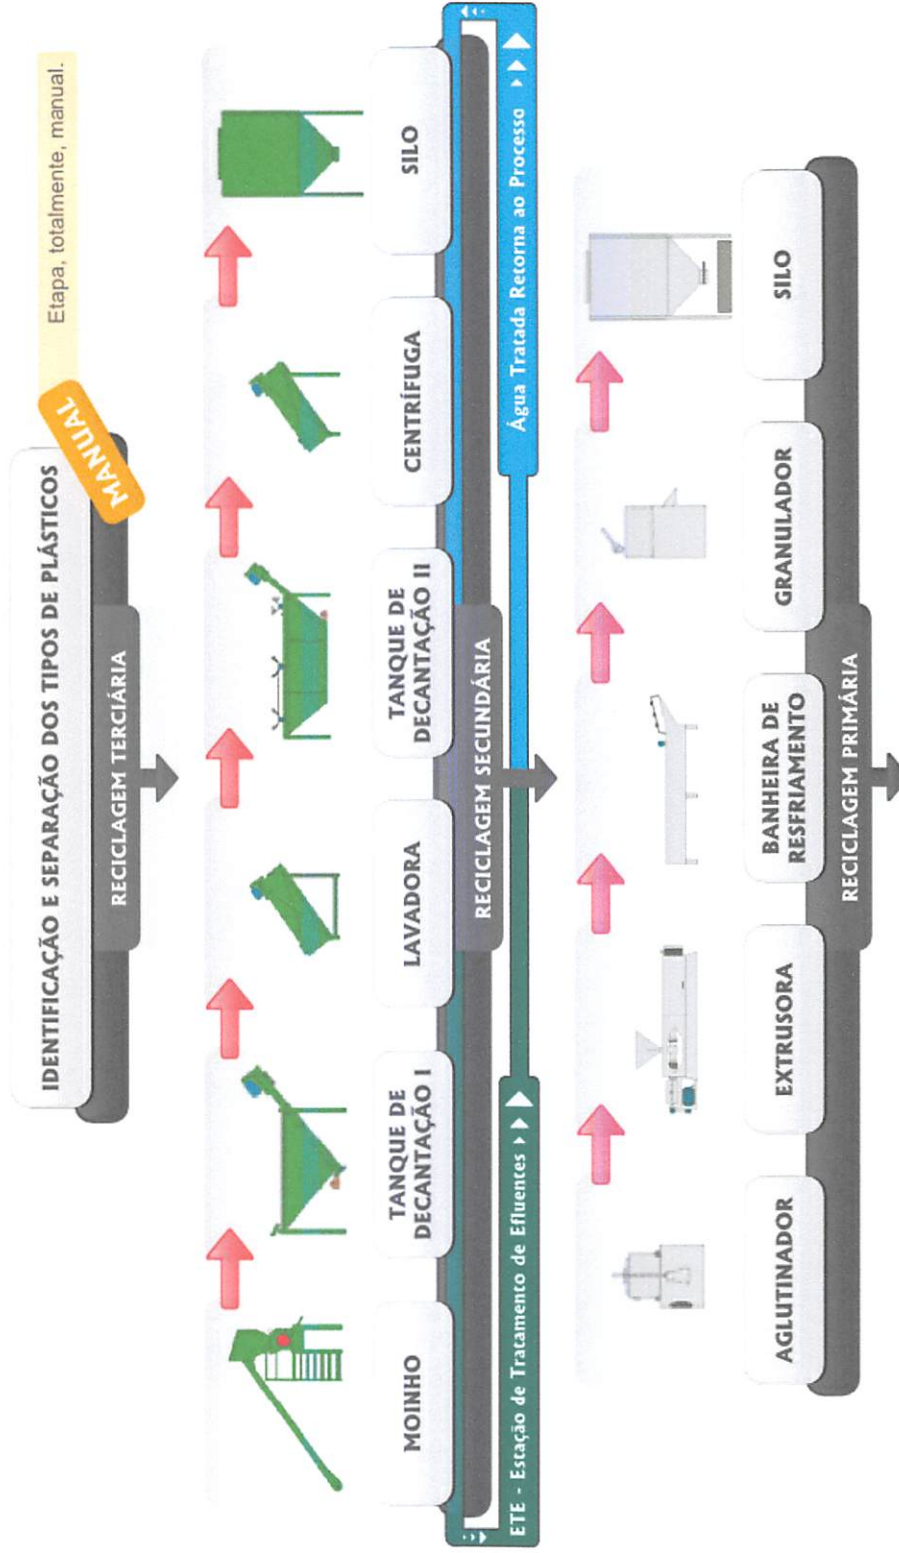 IDENTIFICAÇÃO E SEPARAÇÃO DOS TIPOS DE PLÁSTICOS
MANUAL
Etapa, totalmente, manual.
RECICLAGEM TERCIÁRIA
MOINHO
TANQUE DE
DECANTAÇÃO I
LAVADORA
TANQUE DE
DECANTAÇÃO II
CENTRÍFUGA
SILO
RECICLAGEM SECUNDÁRIA
ETE - Estação de Tratamento de Efluentes
Água Tratada Retorna ao Processo
AGLUTINADOR
EXTRUSORA
BANHEIRA DE
RESFRIAMENTO
GRANULADOR
SILO
RECICLAGEM PRIMÁRIA